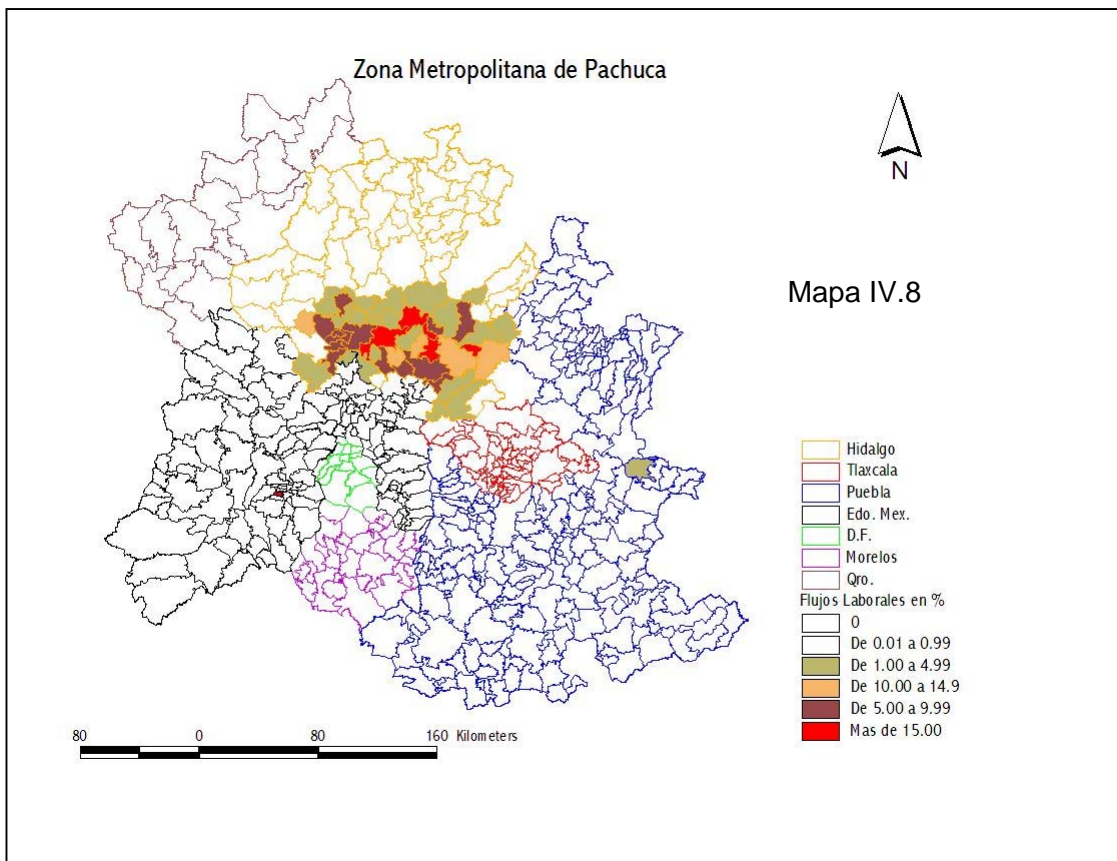 Zona Metropolitana de Pachuca
N
Mapa IV.8
Hidalgo
Tlaxcala
Puebla
Edo. Mex.
D.F.
Morelos
Qro.
Flujos Laborales en %
0
De 0.01 a 0.99
De 1.00 a 4.99
De 10.00 a 14.9
De 5.00 a 9.99
Mas de 15.00
80 0 80 160 Kilometers